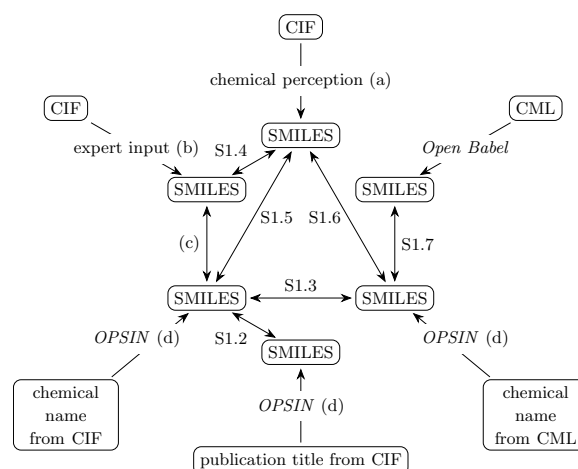 CIF
chemical perception (a)
CIF
CML
SMILES
expert input (b)
S1.4
Open Babel
SMILES
SMILES
S1.5
S1.6
(c)
S1.7
S1.3
SMILES
SMILES
OPSIN (d)
S1.2
OPSIN (d)
SMILES
chemical
name
from CIF
OPSIN (d)
chemical
name
from CML
publication title from CIF